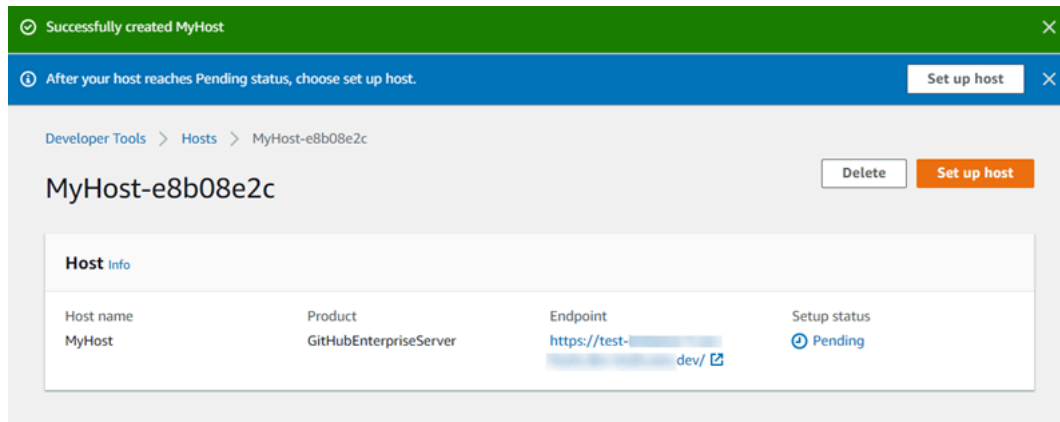 Successfully created MyHost
After your host reaches Pending status, choose set up host.
Set up host
Developer Tools > Hosts > MyHost-e8b08e2c
MyHost-e8b08e2c
Delete
Set up host
Host Info
Host name
Product
Endpoint
Setup status
MyHost
GitHubEnterpriseServer
https://test-
dev/
Pending